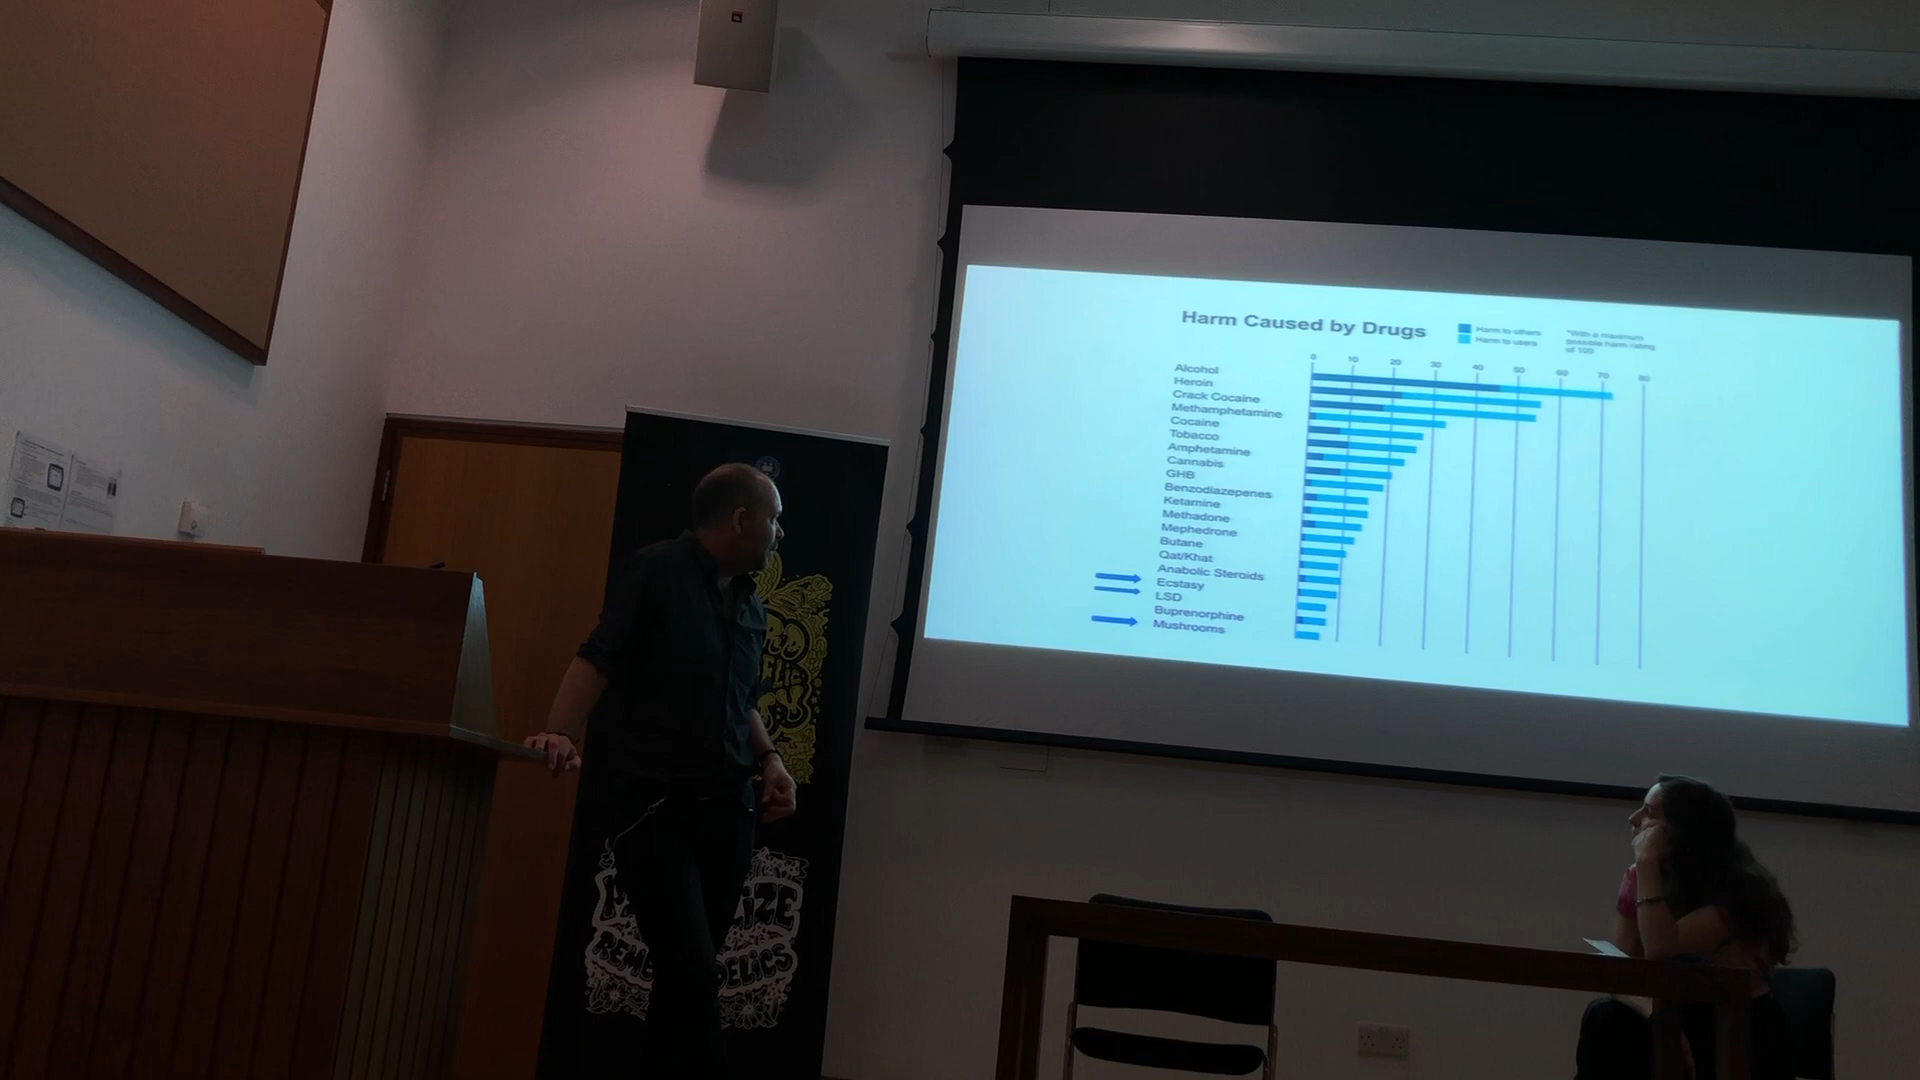 Harm Caused by Drugs
Harm to others
Harm to users
*With a maximum
possible harm rating
of 100
0 10 20 30 40 50 60 70 80
Alcohol
Heroin
Crack Cocaine
Methamphetamine
Cocaine
Tobacco
Amphetamine
Cannabis
GHB
Benzodiazepenes
Ketamine
Methadone
Mephedrone
Butane
Qat/Khat
Anabolic Steroids
Ecstasy
LSD
Buprenorphine
Mushrooms